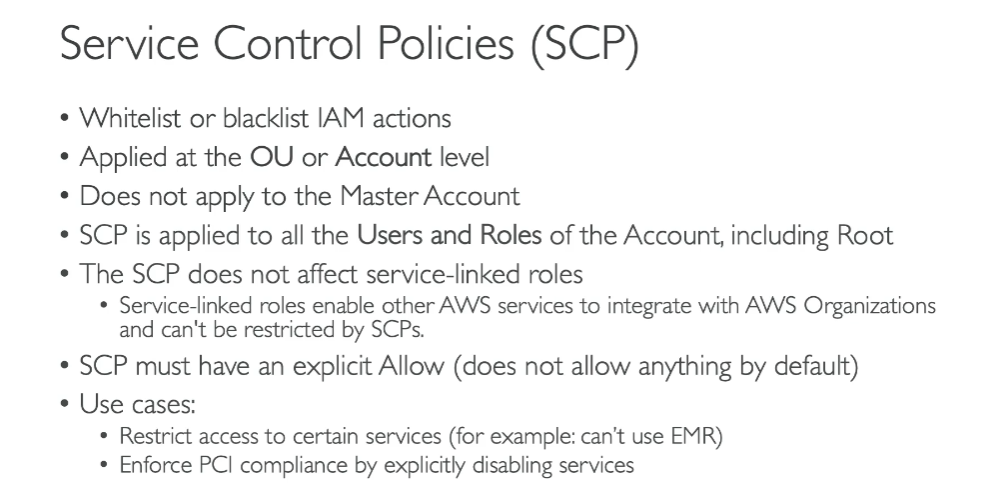 Service Control Policies (SCP)
• Whitelist or blacklist IAM actions
• Applied at the OU or Account level
• Does not apply to the Master Account
• SCP is applied to all the Users and Roles of the Account, including Root
• The SCP does not affect service-linked roles
• Service-linked roles enable other AWS services to integrate with AWS Organizations
and can't be restricted by SCPs.
• SCP must have an explicit Allow (does not allow anything by default)
• Use cases:
• Restrict access to certain services (for example: can't use EMR)
• Enforce PCI compliance by explicitly disabling services